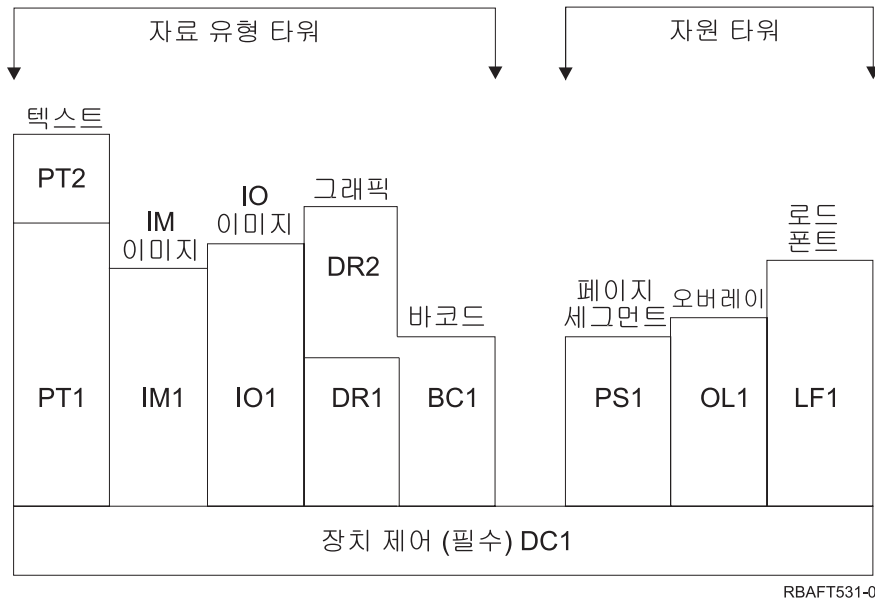 자료 유형 타워
자원 타워
텍스트
PT2
PT1
IM
이미지
IM1
IO
이미지
IO1
그래픽
DR2
DR1
바코드
BC1
페이지
세그먼트
PS1
오버레이
OL1
로드
폰트
LF1
장치 제어 (필수) DC1
RBAFT531-0